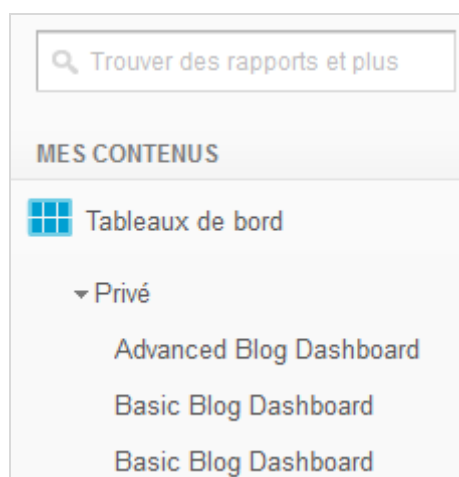 Trouver des rapports et plus
MES CONTENUS
Tableaux de bord
Privé
Advanced Blog Dashboard
Basic Blog Dashboard
Basic Blog Dashboard